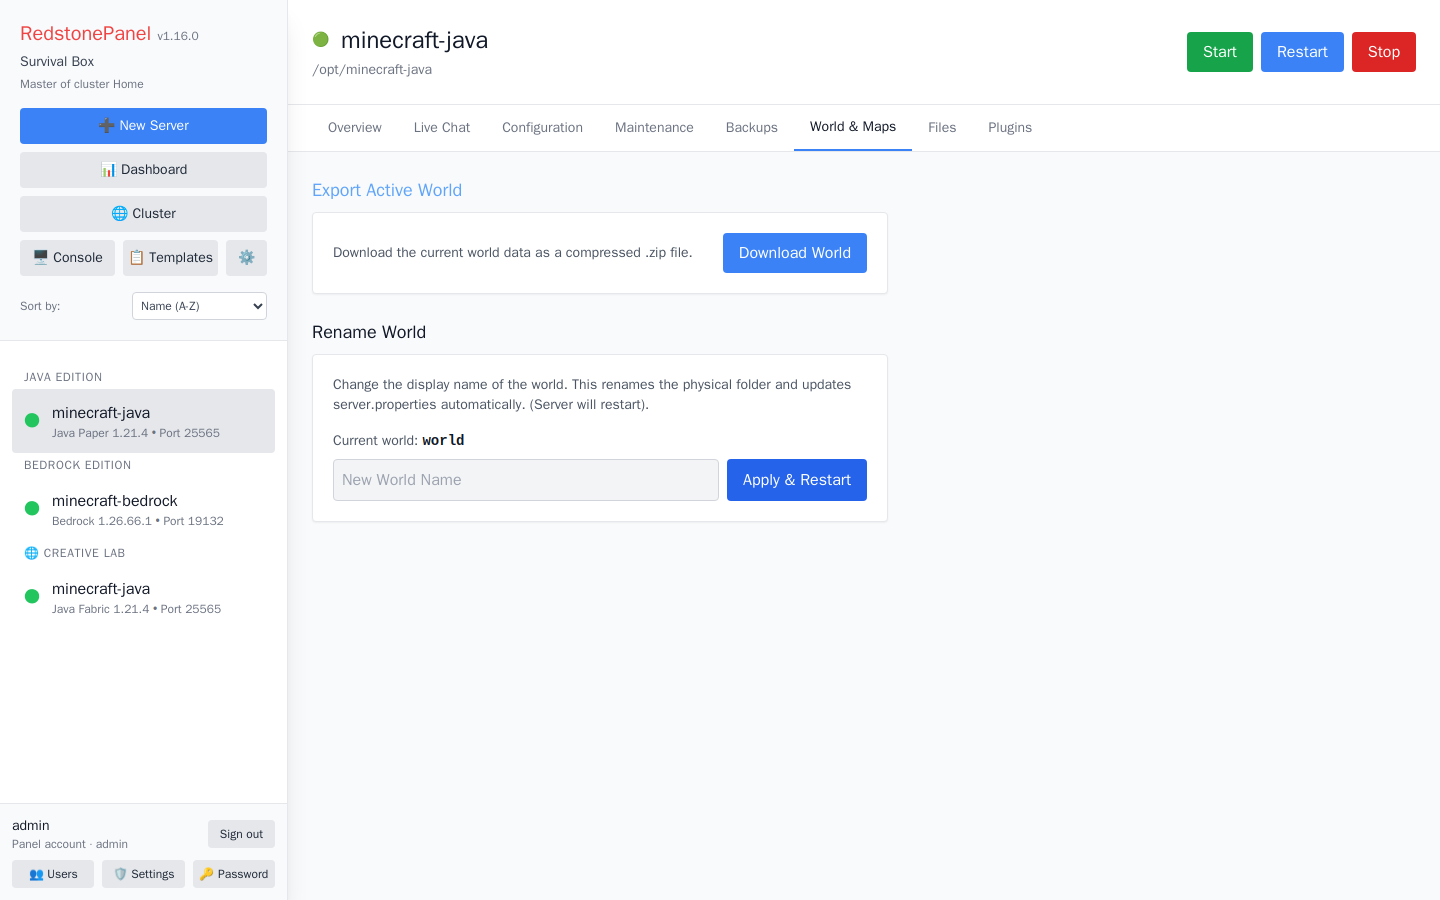 RedstonePanel v1.16.0
Survival Box
Master of cluster Home
➕ New Server
📊 Dashboard
🌐 Cluster
🖥️ Console 📋 Templates ⚙️
Sort by: Name (A-Z)
JAVA EDITION
minecraft-java
Java Paper 1.21.4 • Port 25565
BEDROCK EDITION
minecraft-bedrock
Bedrock 1.26.66.1 • Port 19132
🌐 CREATIVE LAB
minecraft-java
Java Fabric 1.21.4 • Port 25565
admin
Panel account · admin
Sign out
👥 Users 🛡️ Settings 🔑 Password
minecraft-java
/opt/minecraft-java
Start Restart Stop
Overview Live Chat Configuration Maintenance Backups World & Maps Files Plugins
Export Active World
Download the current world data as a compressed .zip file. Download World
Rename World
Change the display name of the world. This renames the physical folder and updates
server.properties automatically. (Server will restart).
Current world: world
New World Name Apply & Restart